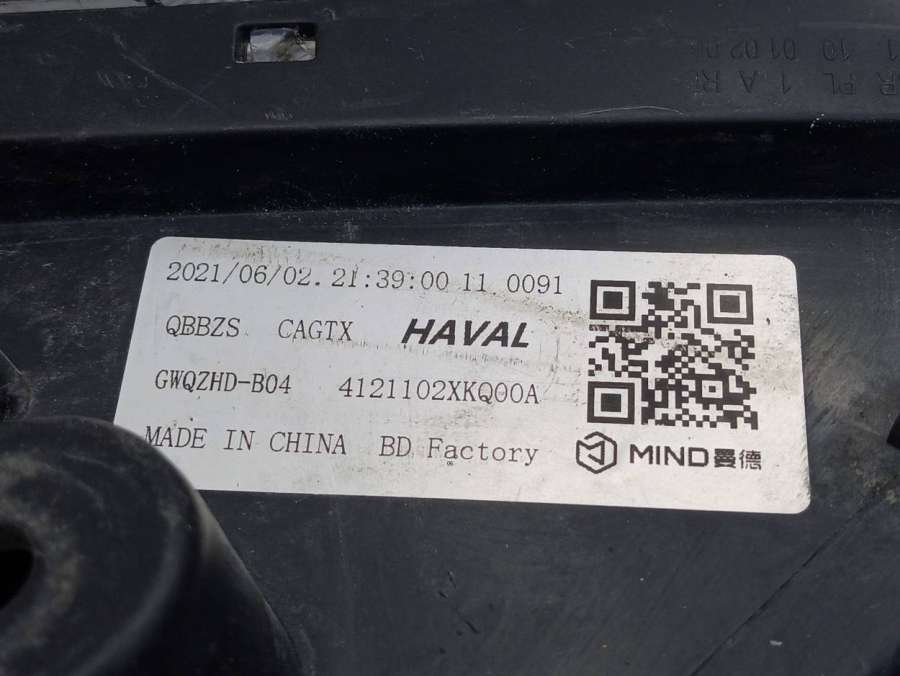 2021/06/02. 21:39:00 11 0091
QBBZS CAGTX HAVAL
GWQZHD-B04 4121102XKQ00A
MADE IN CHINA BD Factory
MIND曼德